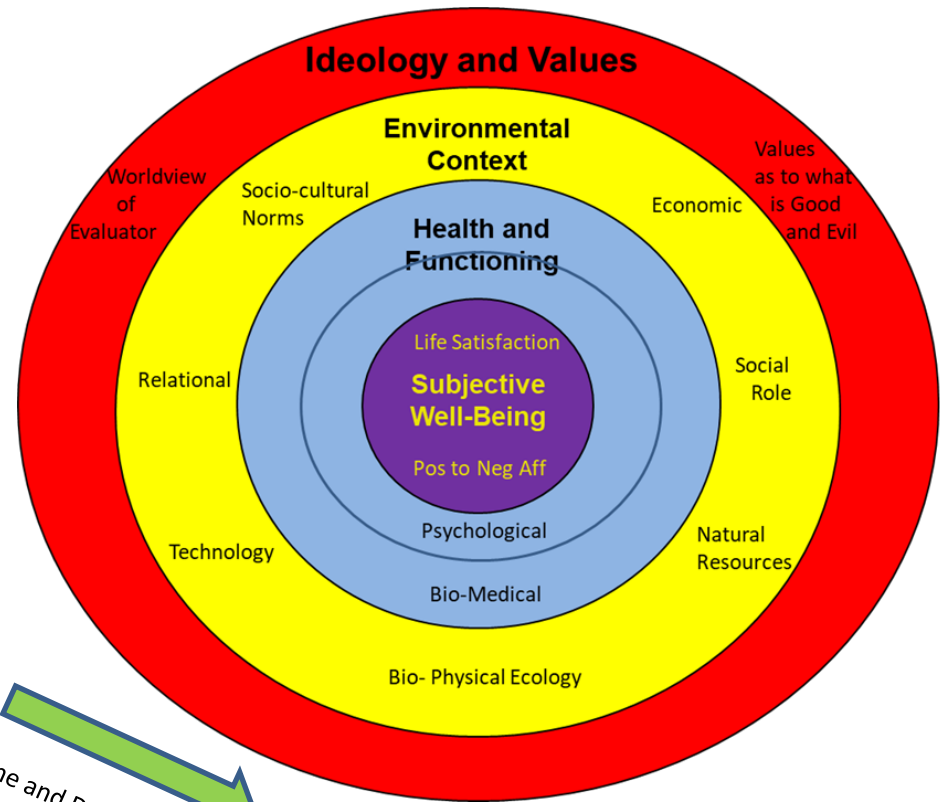 Ideology and Values
Environmental
Context
Values
as to what
is Good
and Evil
Worldview
of
Evaluator
Socio-cultural
Norms
Economic
Health and
Functioning
Life Satisfaction
Subjective
Well-Being
Pos to Neg Aff
Relational
Social
Role
Psychological
Technology
Natural
Resources
Bio-Medical
Bio- Physical Ecology
and